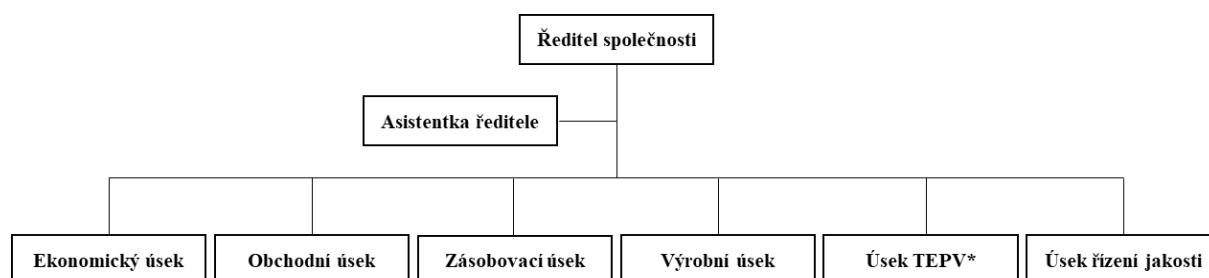 Ředitel společnosti
Asistentka ředitele
Ekonomický úsek
Obchodní úsek
Zásobovací úsek
Výrobní úsek
Úsek TEPV*
Úsek řízení jakosti